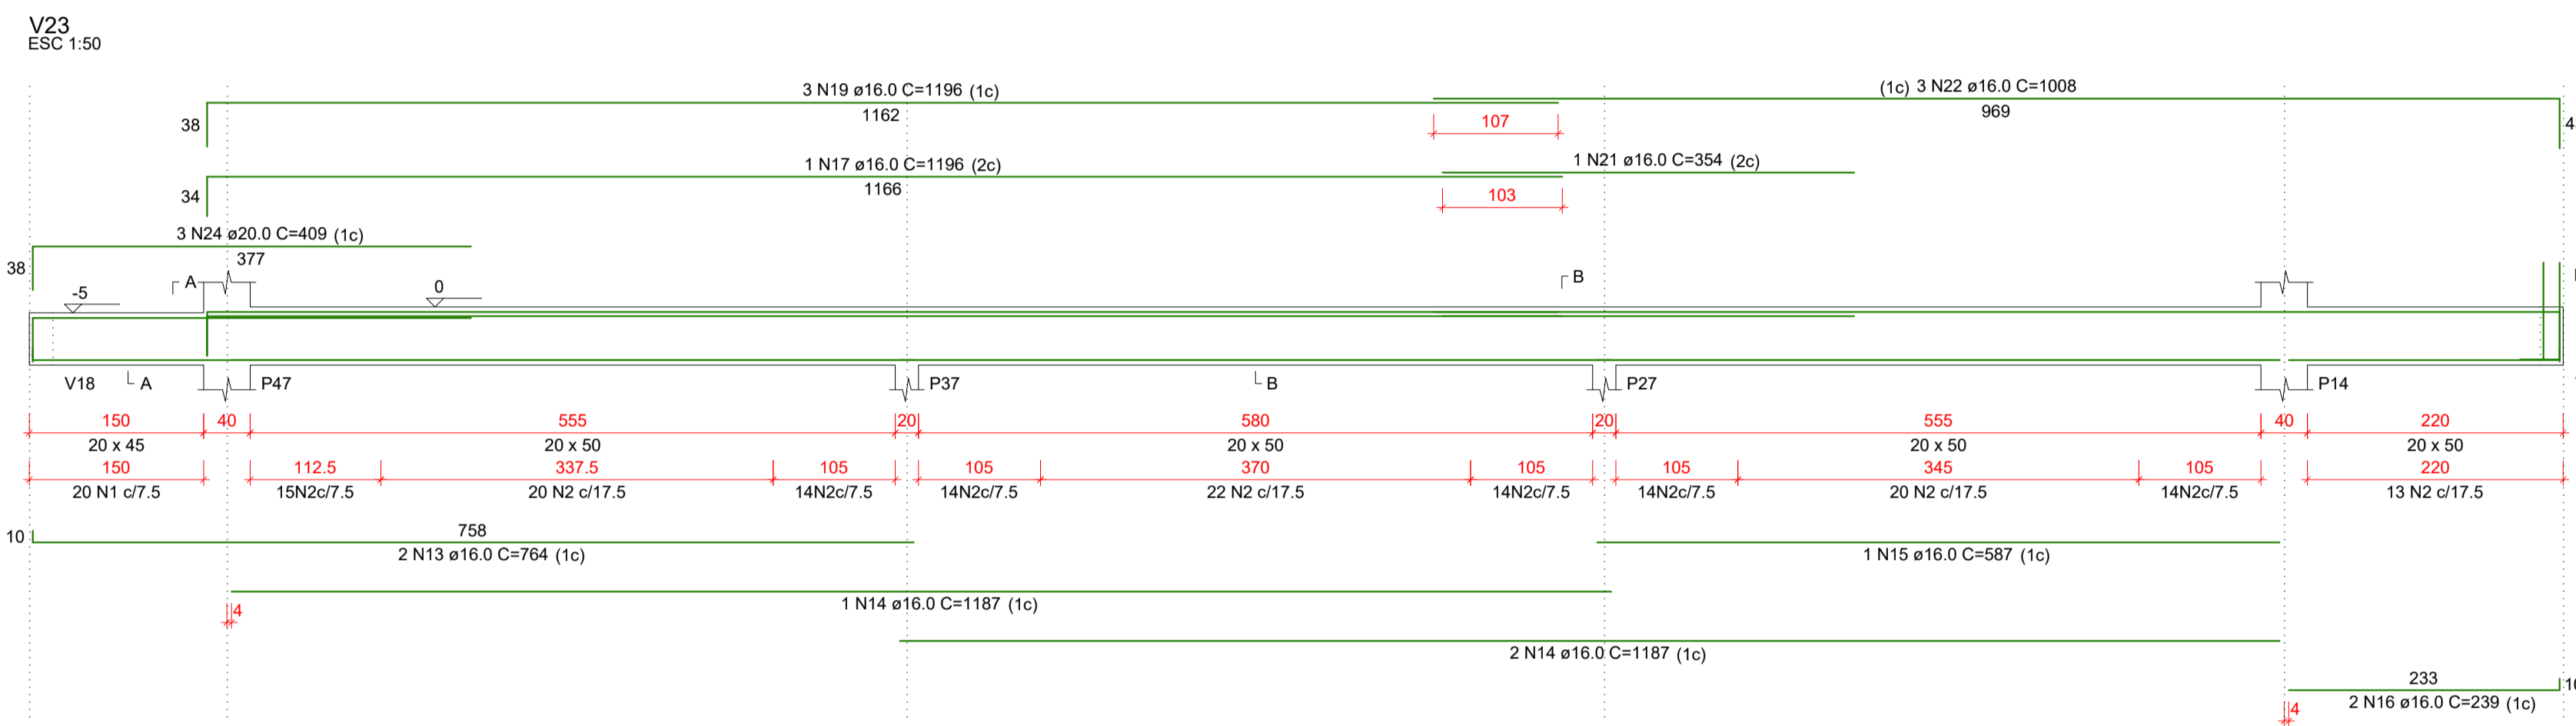 V23
ESC 1:50
3 N19 ø16.0 C=1196 (1c)
(1c) 3 N22 ø16.0 C=1008
1162
969
38
107
4
1 N17 ø16.0 C=1196 (2c)
1 N21 ø16.0 C=354 (2c)
1166
34
103
3 N24 ø20.0 C=409 (1c)
377
38
A
B
-5
0
V18
A
P47
P37
B
P27
P14
150
40
555
20
580
20
555
40
220
20 x 45
20 x 50
20 x 50
20 x 50
20 x 50
150
112.5
337.5
105
105
370
105
105
345
105
220
20 N1 c/7.5
15N2c/7.5
20 N2 c/17.5
14N2c/7.5
14N2c/7.5
22 N2 c/17.5
14N2c/7.5
14N2c/7.5
20 N2 c/17.5
14N2c/7.5
13 N2 c/17.5
10
758
2 N13 ø16.0 C=764 (1c)
1 N15 ø16.0 C=587 (1c)
1 N14 ø16.0 C=1187 (1c)
4
2 N14 ø16.0 C=1187 (1c)
233
10
2 N16 ø16.0 C=239 (1c)
4